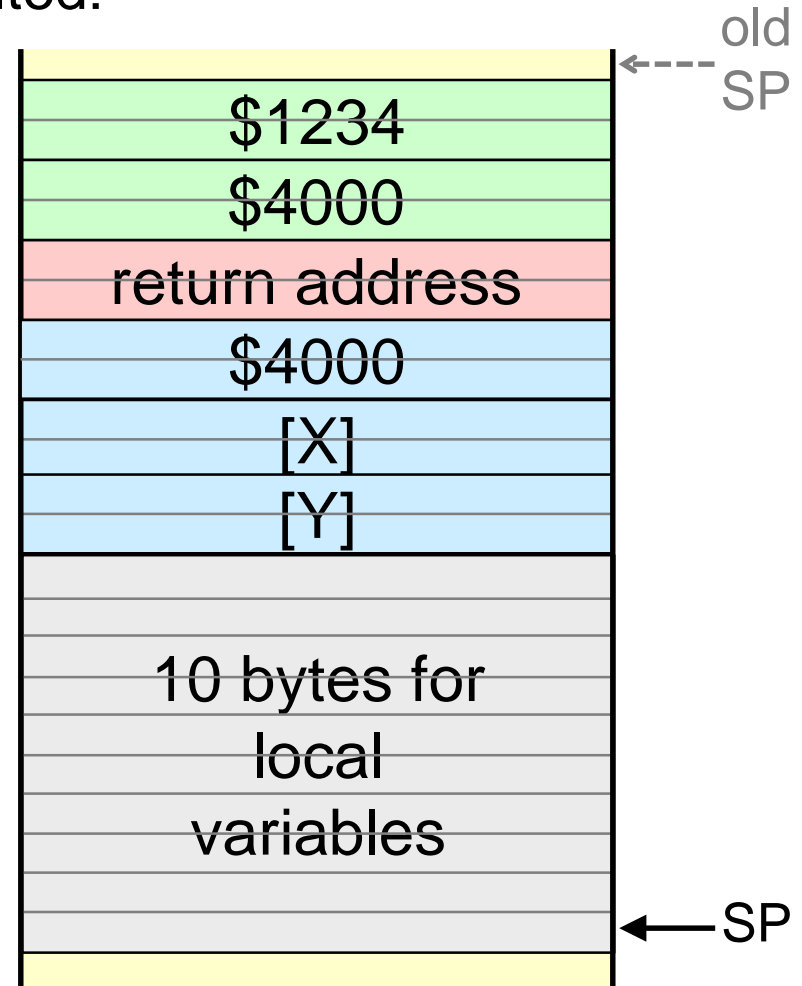 old
SP
$1234
$4000
return address
$4000
[X]
[Y]
10 bytes for
local
variables
SP